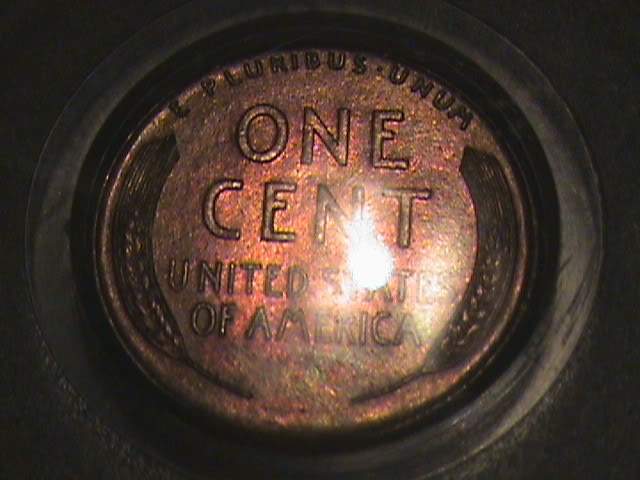 E·PLURIBUS·UNUM
ONE
CENT
UNITED STATES
OF AMERICA